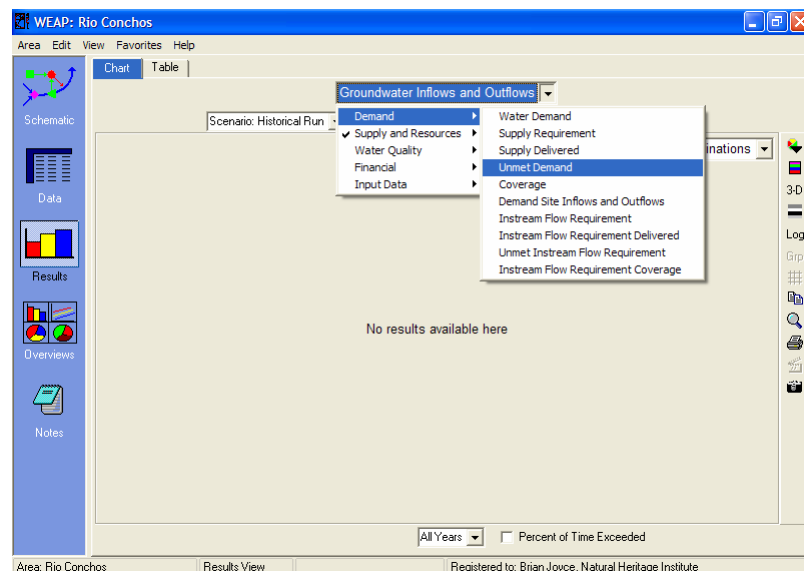 WEAP: Rio Conchos
Area Edit View Favorites Help
Chart Table
Groundwater Inflows and Outflows
Schematic
Scenario: Historical Run
Demand
Supply and Resources
Water Quality
Financial
Input Data
Water Demand
Supply Requirement
Supply Delivered
Unmet Demand
Coverage
Demand Site Inflows and Outflows
Instream Flow Requirement
Instream Flow Requirement Delivered
Unmet Instream Flow Requirement
Instream Flow Requirement Coverage
inations
3-D
Log
Grp
Data
Results
Overviews
Notes
No results available here
All Years Percent of Time Exceeded
Area: Rio Conchos Results View Registered to: Brian Joyce, Natural Heritage Institute